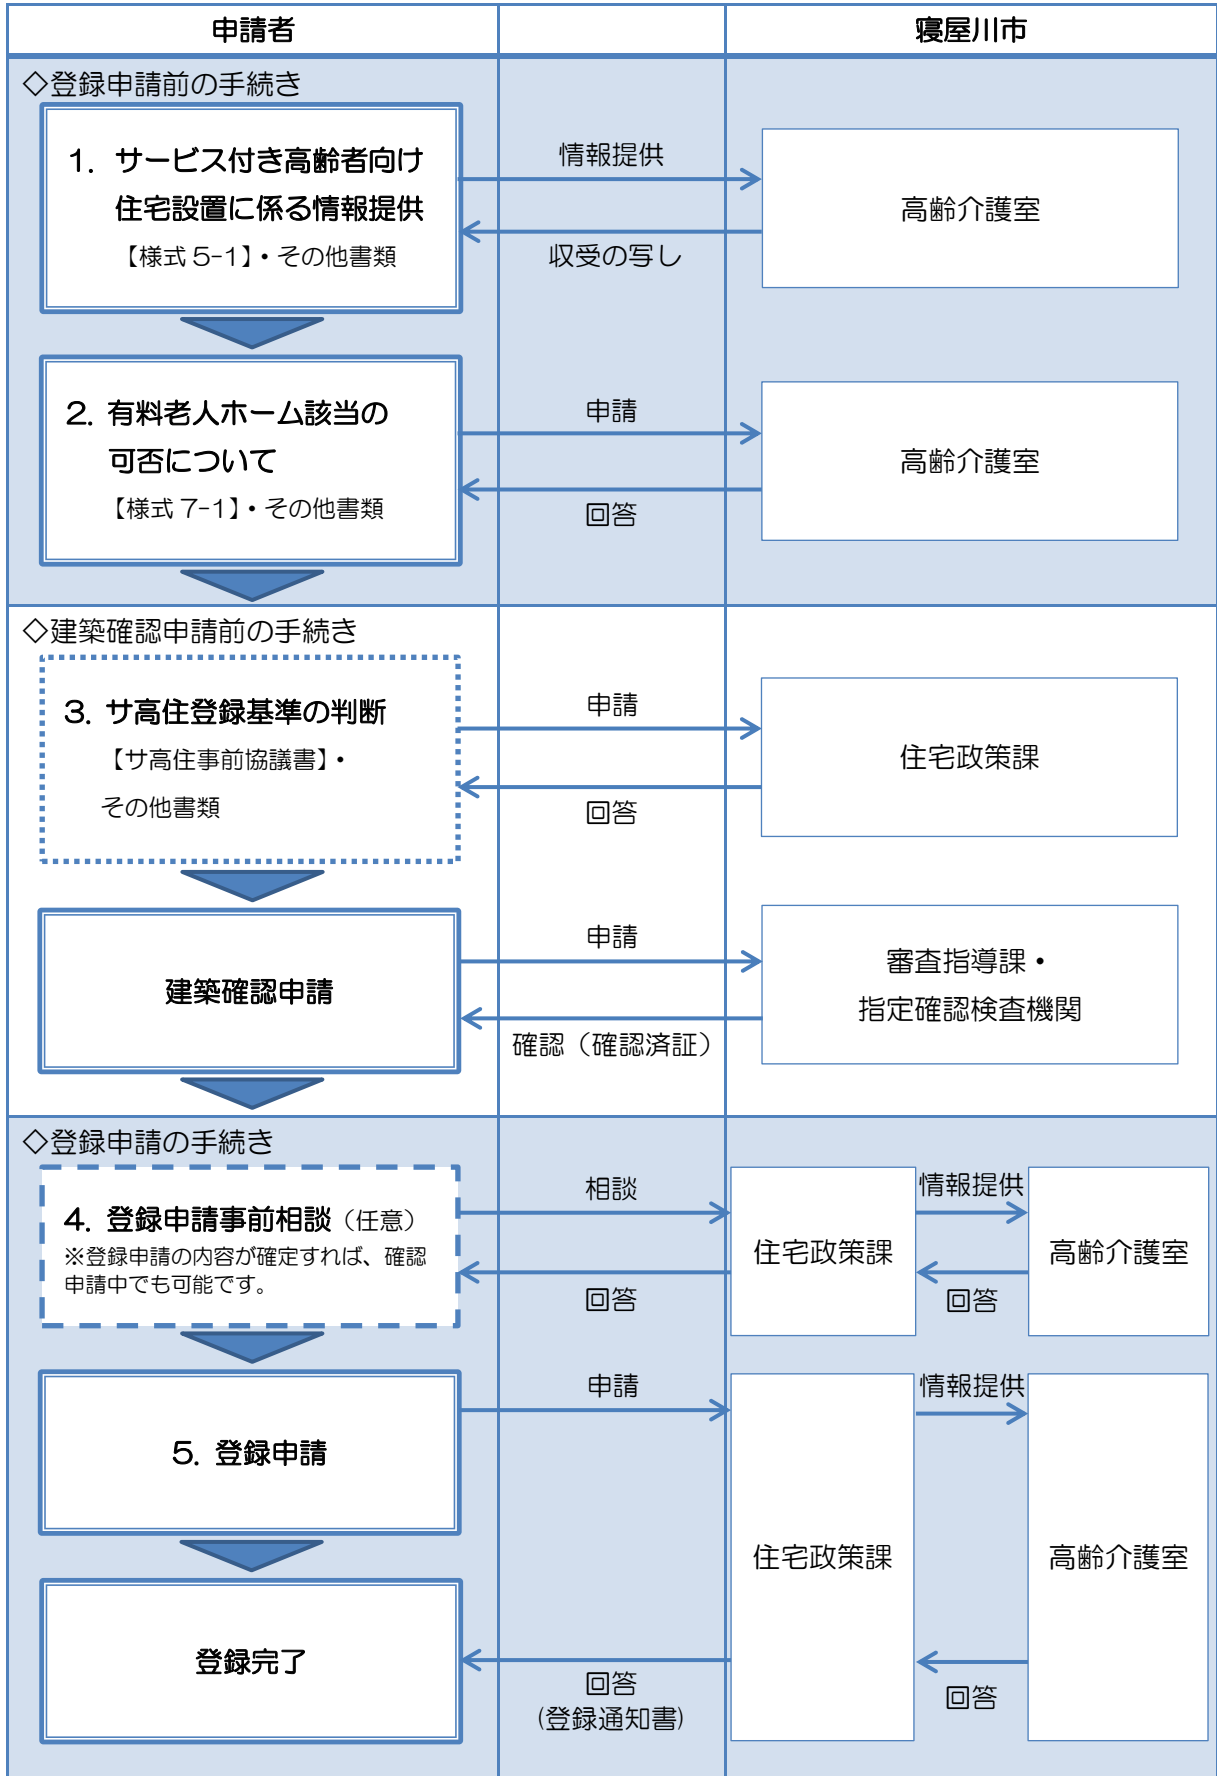 申請者
寝屋川市
◇登録申請前の手続き
1. サービス付き高齢者向け
住宅設置に係る情報提供
【様式 5-1】・その他書類
情報提供
収受の写し
高齢介護室
2. 有料老人ホーム該当の
可否について
【様式 7-1】・その他書類
申請
回答
高齢介護室
◇建築確認申請前の手続き
3. サ高住登録基準の判断
【サ高住事前協議書】・
その他書類
申請
回答
住宅政策課
建築確認申請
申請
確認（確認済証）
審査指導課・
指定確認検査機関
◇登録申請の手続き
4. 登録申請事前相談（任意）
※登録申請の内容が確定すれば、確認
申請中でも可能です。
相談
回答
住宅政策課
情報提供
回答
高齢介護室
5. 登録申請
申請
住宅政策課
情報提供
高齢介護室
登録完了
回答
(登録通知書)
回答